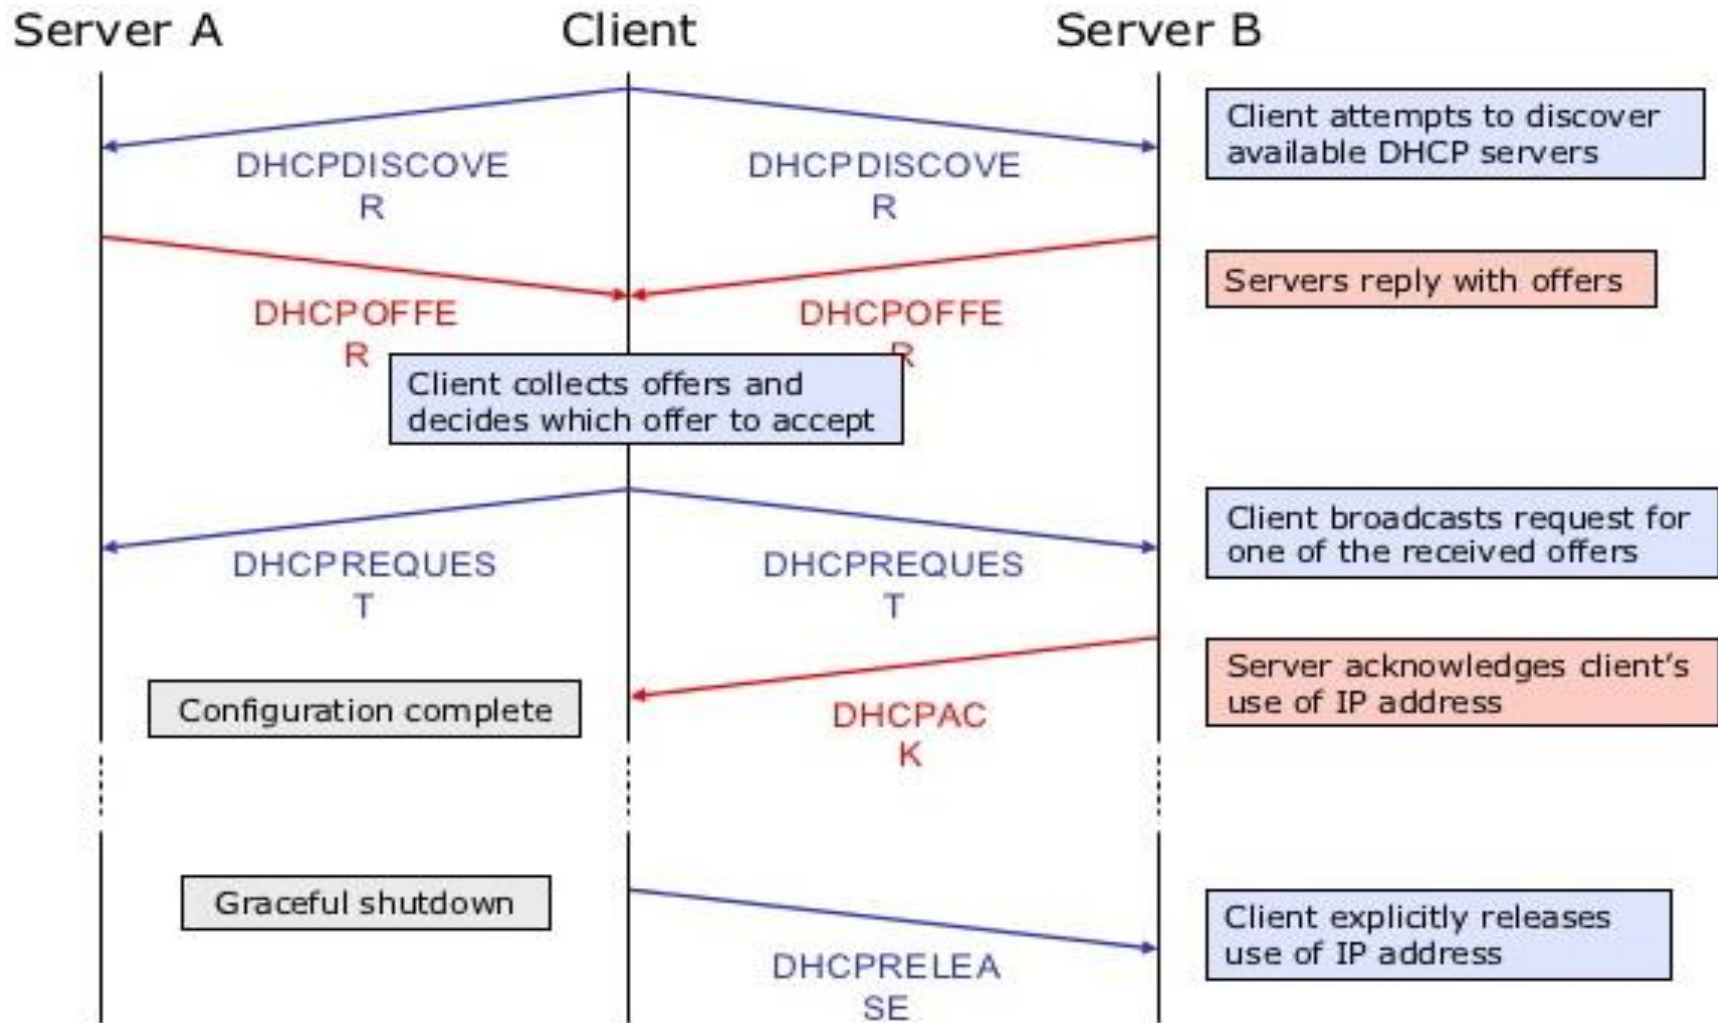 Server A
Client
Server B
Client attempts to discover
available DHCP servers
DHCPDISCOVE
R
DHCPDISCOVE
R
Servers reply with offers
DHCPOFFE
R
DHCPOFFE
R
Client collects offers and
decides which offer to accept
Client broadcasts request for
one of the received offers
DHCPREQUES
T
DHCPREQUES
T
Server acknowledges client's
use of IP address
Configuration complete
DHCPAC
K
Graceful shutdown
Client explicitly releases
use of IP address
DHCPRELEA
SE